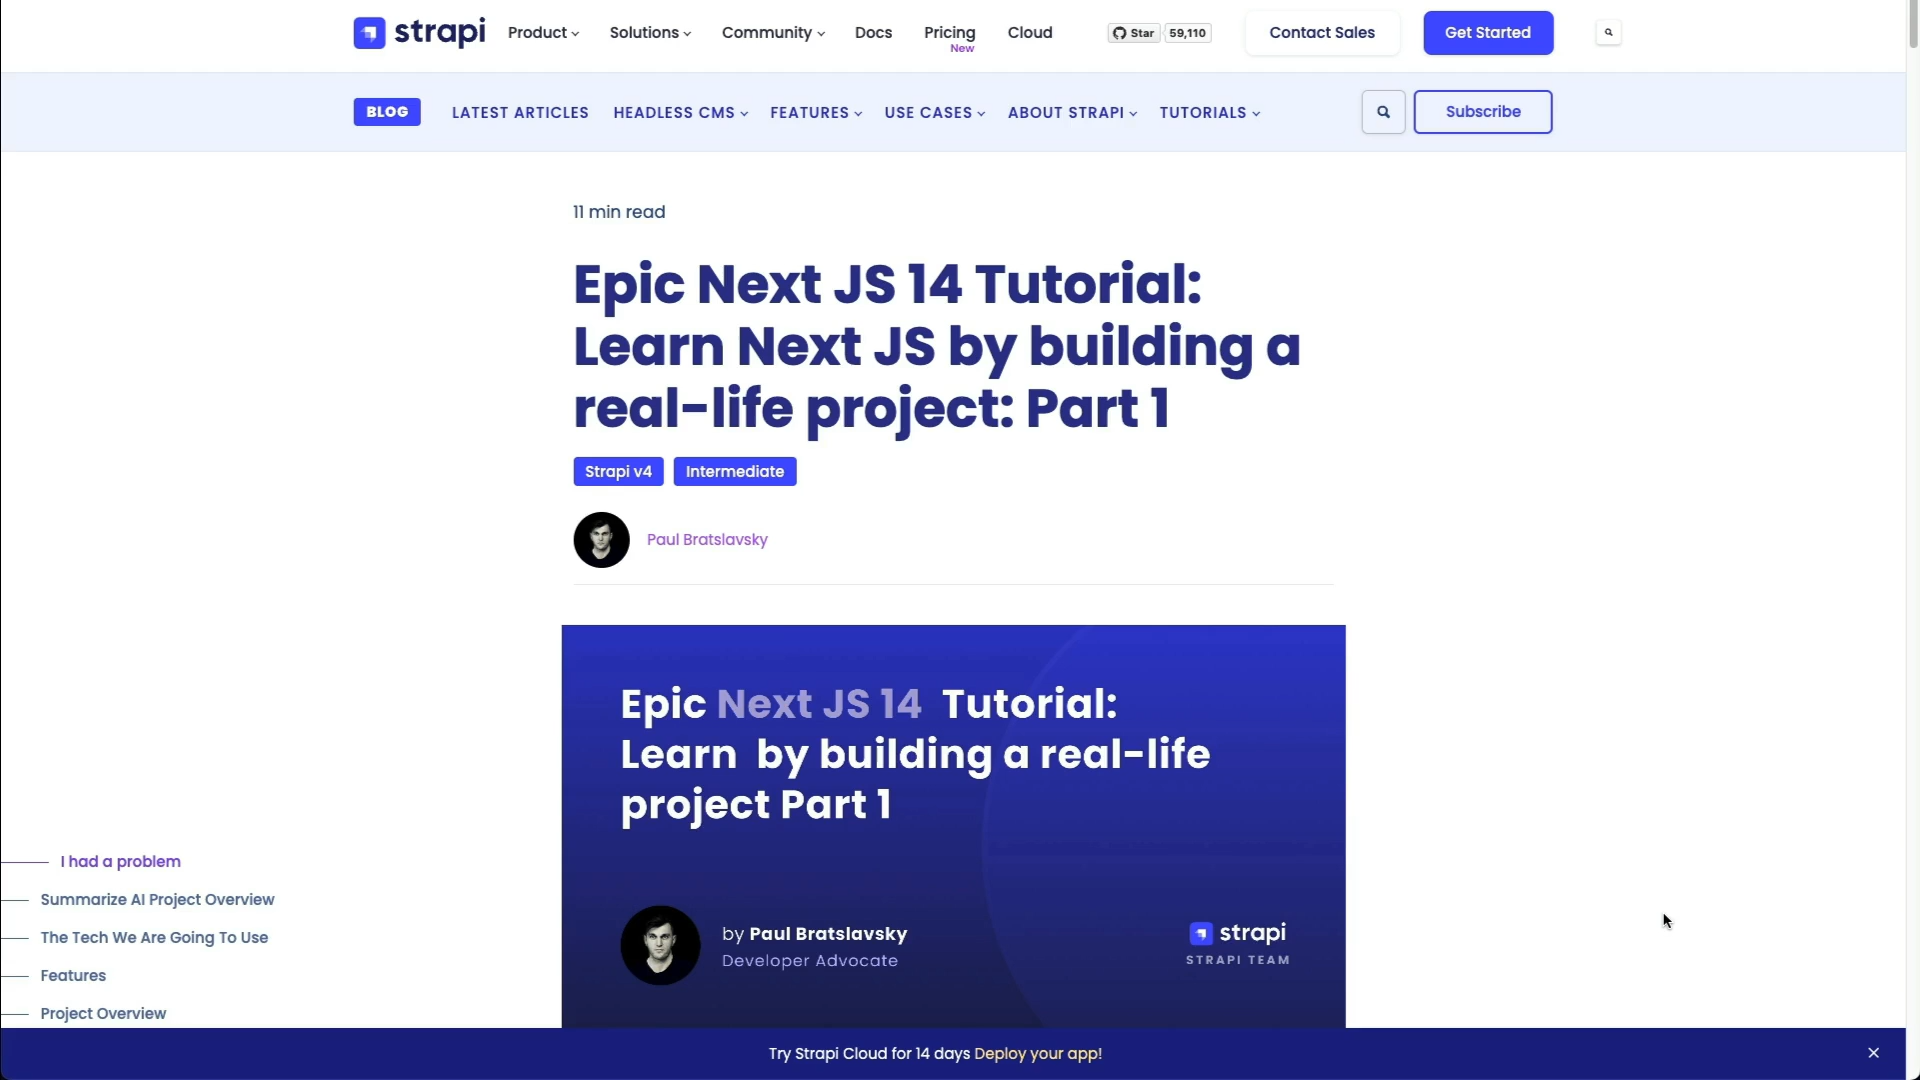 strapi Product Solutions Community Docs Pricing Cloud Star 59,110 Contact Sales Get Started
New
BLOG LATEST ARTICLES HEADLESS CMS FEATURES USE CASES ABOUT STRAPI TUTORIALS Subscribe
11 min read
Epic Next JS 14 Tutorial:
Learn Next JS by building a
real-life project: Part 1
Strapi v4 Intermediate
Paul Bratslavsky
Epic Next JS 14 Tutorial:
Learn by building a real-life
project Part 1
by Paul Bratslavsky
Developer Advocate
strapi
STRAPI TEAM
I had a problem
Summarize AI Project Overview
The Tech We Are Going To Use
Features
Project Overview
Try Strapi Cloud for 14 days Deploy your app!